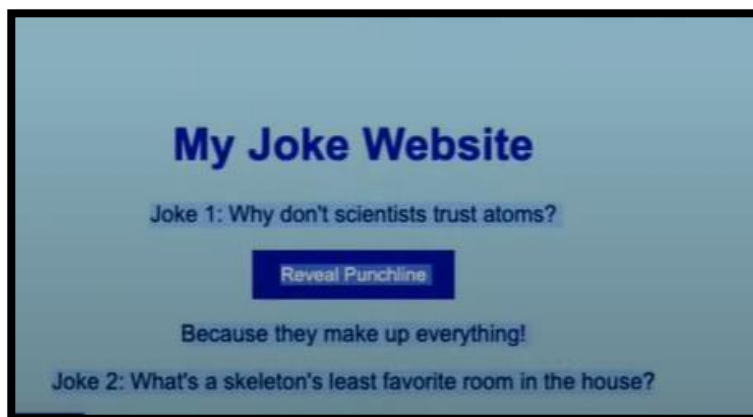 My Joke Website
Joke 1: Why don't scientists trust atoms?
Reveal Punchline
Because they make up everything!
Joke 2: What's a skeleton's least favorite room in the house?